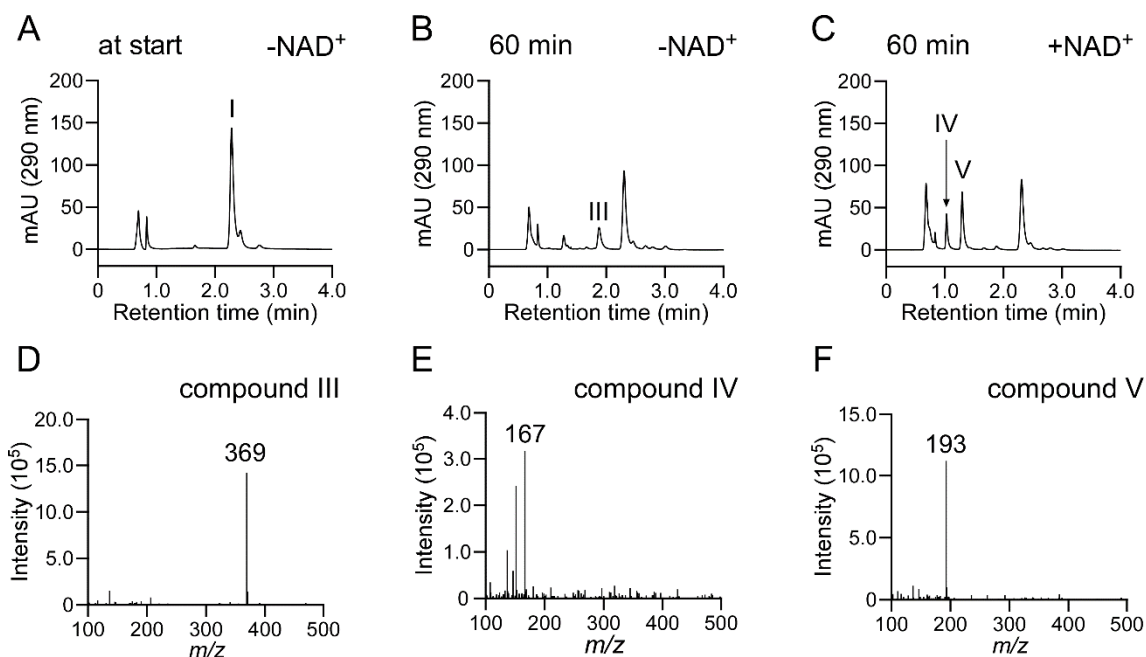 A at start -NAD⁺
200
150
100
50
0
mAU (290 nm)
I
0 1.0 2.0 3.0 4.0
Retention time (min)
B 60 min -NAD⁺
200
150
100
50
0
mAU (290 nm)
III
0 1.0 2.0 3.0 4.0
Retention time (min)
C 60 min +NAD⁺
200
150
100
50
0
mAU (290 nm)
IV
V
0 1.0 2.0 3.0 4.0
Retention time (min)
D compound III
20.0
15.0
10.0
5.0
0
Intensity (10⁵)
369
100 200 300 400 500
m/z
E compound IV
4.0
3.0
2.0
1.0
0
Intensity (10⁵)
167
100 200 300 400 500
m/z
F compound V
15.0
10.0
5.0
0
Intensity (10⁵)
193
100 200 300 400 500
m/z